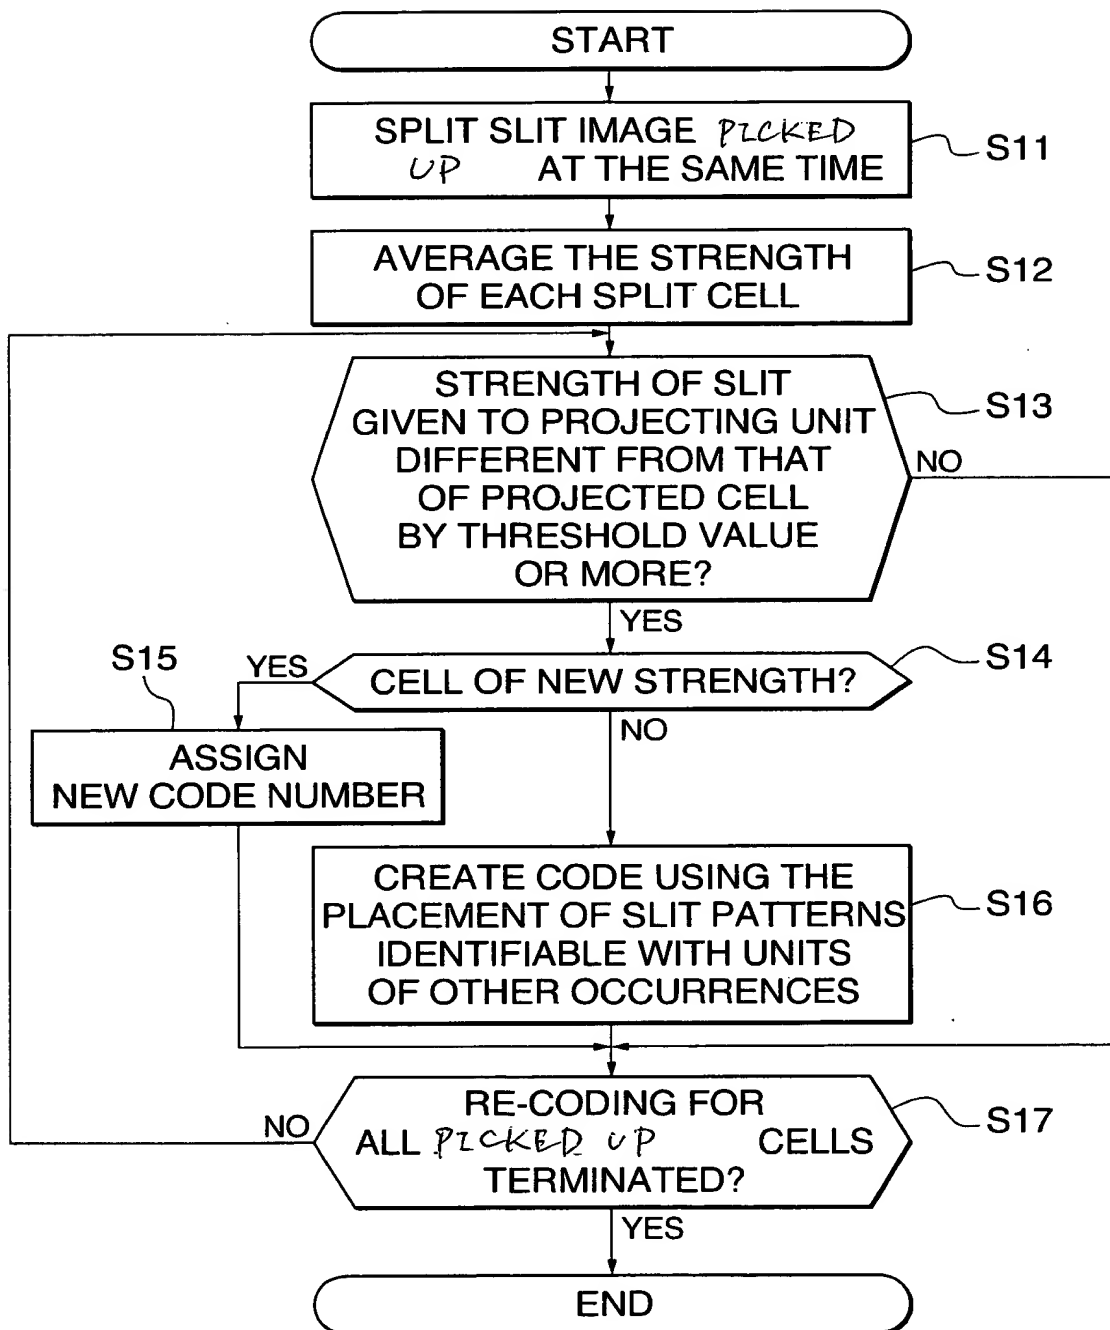 START
SPLIT SLIT IMAGE PICKED
UP AT THE SAME TIME
S11
AVERAGE THE STRENGTH
OF EACH SPLIT CELL
S12
STRENGTH OF SLIT
GIVEN TO PROJECTING UNIT
DIFFERENT FROM THAT
OF PROJECTED CELL
BY THRESHOLD VALUE
OR MORE?
S13
NO
YES
CELL OF NEW STRENGTH?
S14
YES
S15
NO
ASSIGN
NEW CODE NUMBER
CREATE CODE USING THE
PLACEMENT OF SLIT PATTERNS
IDENTIFIABLE WITH UNITS
OF OTHER OCCURRENCES
S16
RE-CODING FOR
ALL PICKED UP CELLS
TERMINATED?
S17
NO
YES
END